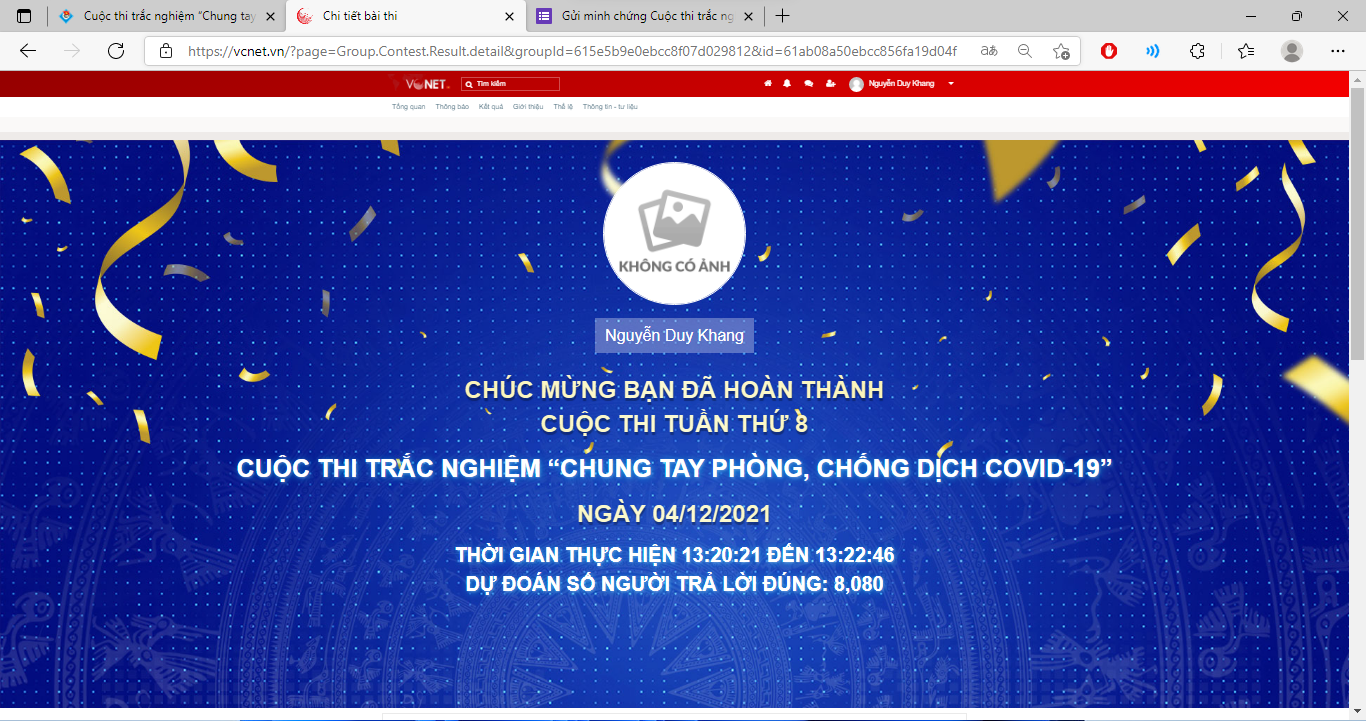 Cuộc thi trắc nghiệm “Chung tay
Chi tiết bài thi
Gửi minh chứng Cuộc thi trắc ng
https://vcnet.vn/?page=Group.Contest.Result.detail&groupId=615e5b9e0ebcc8f07d029812&id=61ab08a50ebcc856fa19d04f
VCNET
Tìm kiếm
Nguyễn Duy Khang
Tổng quan Thông báo Kết quả Giới thiệu Thể lệ Thông tin - tư liệu
KHÔNG CÓ ẢNH
Nguyễn Duy Khang
CHÚC MỪNG BẠN ĐÃ HOÀN THÀNH
CUỘC THI TUẦN THỨ 8
CUỘC THI TRẮC NGHIỆM “CHUNG TAY PHÒNG, CHỐNG DỊCH COVID-19”
NGÀY 04/12/2021
THỜI GIAN THỰC HIỆN 13:20:21 ĐẾN 13:22:46
DỰ ĐOÁN SỐ NGƯỜI TRẢ LỜI ĐÚNG: 8,080